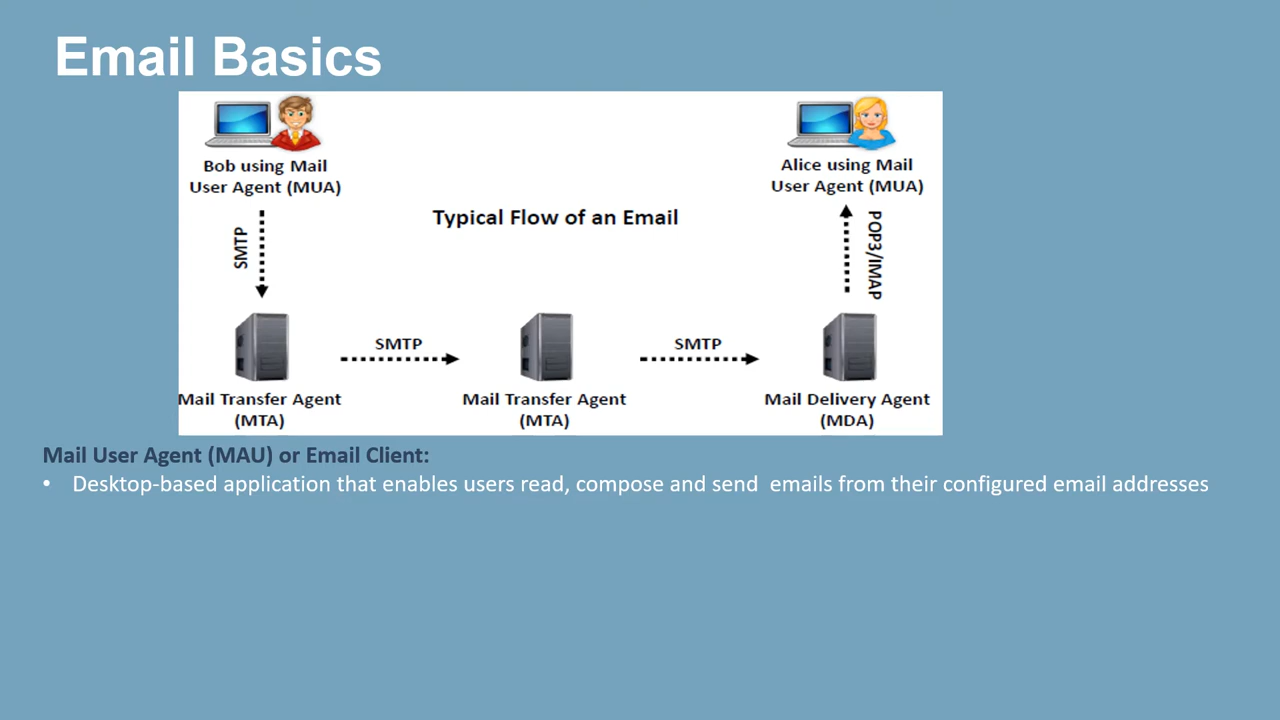 Email Basics
Bob using Mail
User Agent (MUA)
Alice using Mail
User Agent (MUA)
Typical Flow of an Email
SMTP
POP3/IMAP
SMTP
SMTP
Mail Transfer Agent
(MTA)
Mail Transfer Agent
(MTA)
Mail Delivery Agent
(MDA)
Mail User Agent (MAU) or Email Client:
• Desktop-based application that enables users read, compose and send  emails from their configured email addresses